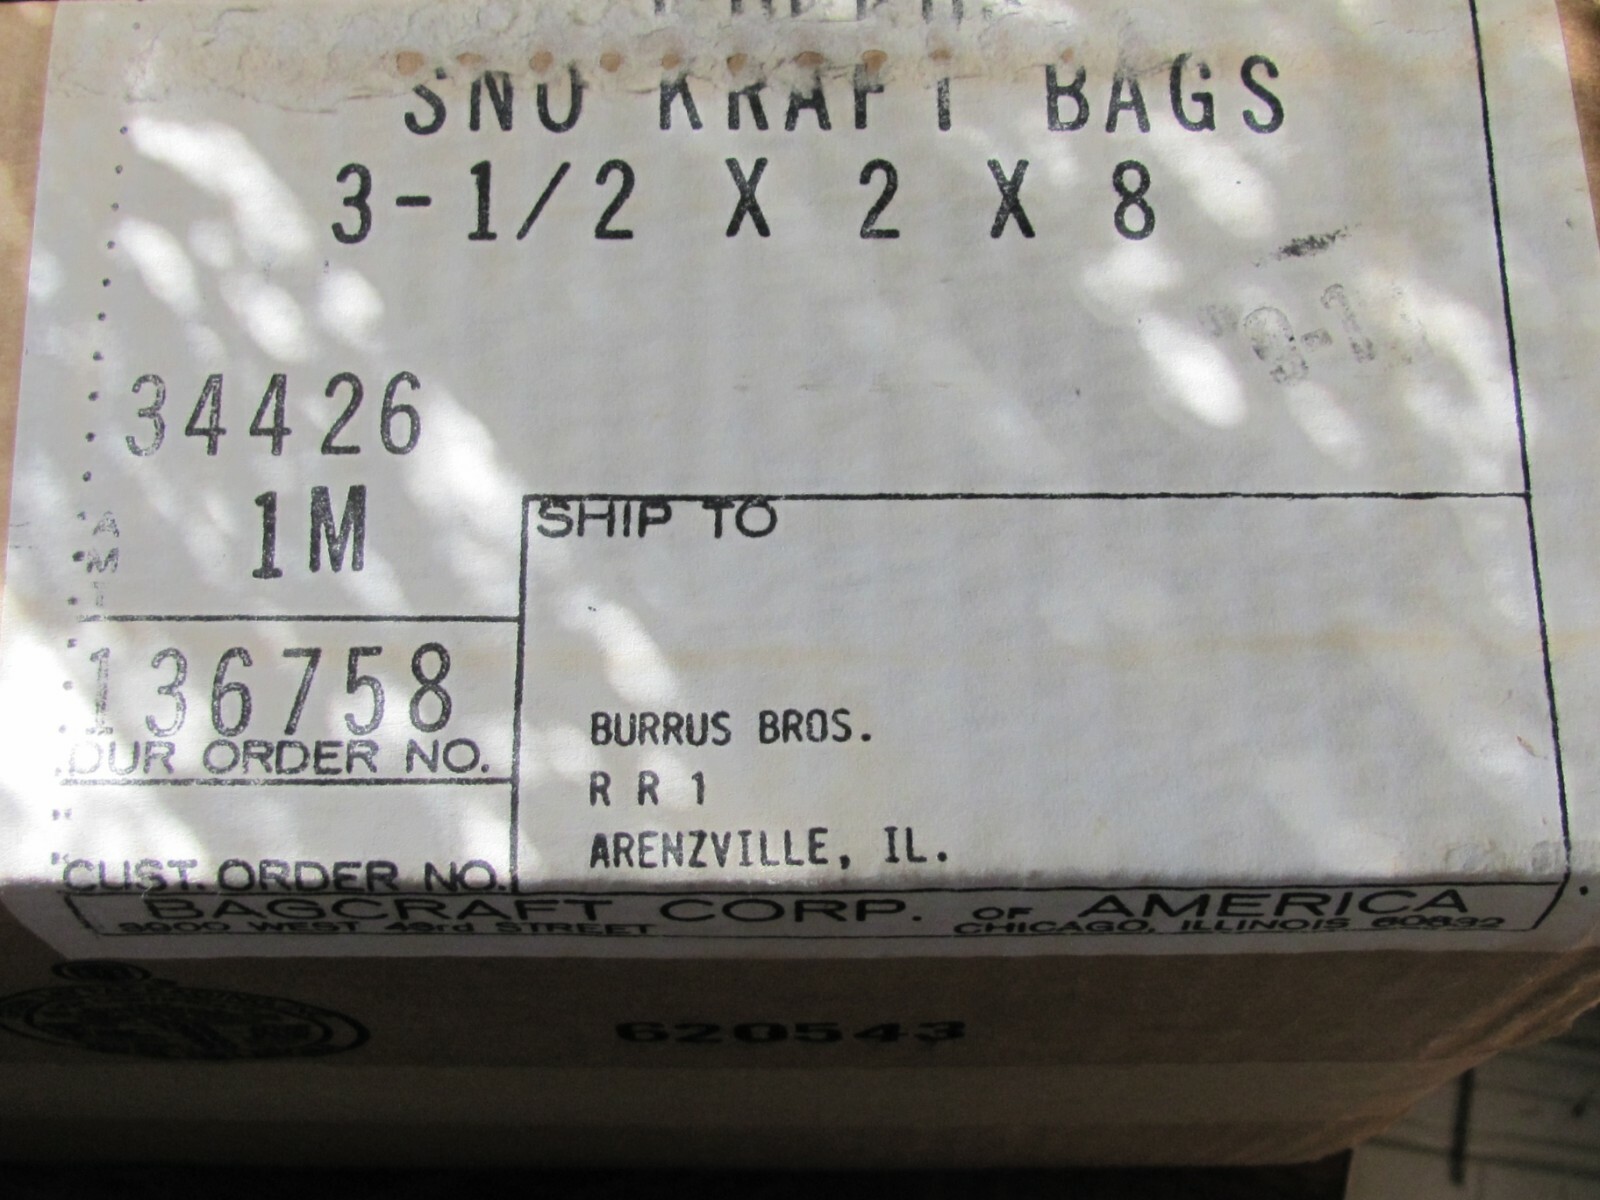 SNO KRAFT BAGS
3-1/2 X 2 X 8
34426
1M
AMT
136758
OUR ORDER NO.
CUST. ORDER NO.
SHIP TO
BURRUS BROS.
R R 1
ARENZVILLE, IL.
BAGCRAFT CORP. OF AMERICA
3900 WEST 43rd STREET
CHICAGO, ILLINOIS 60632
620543